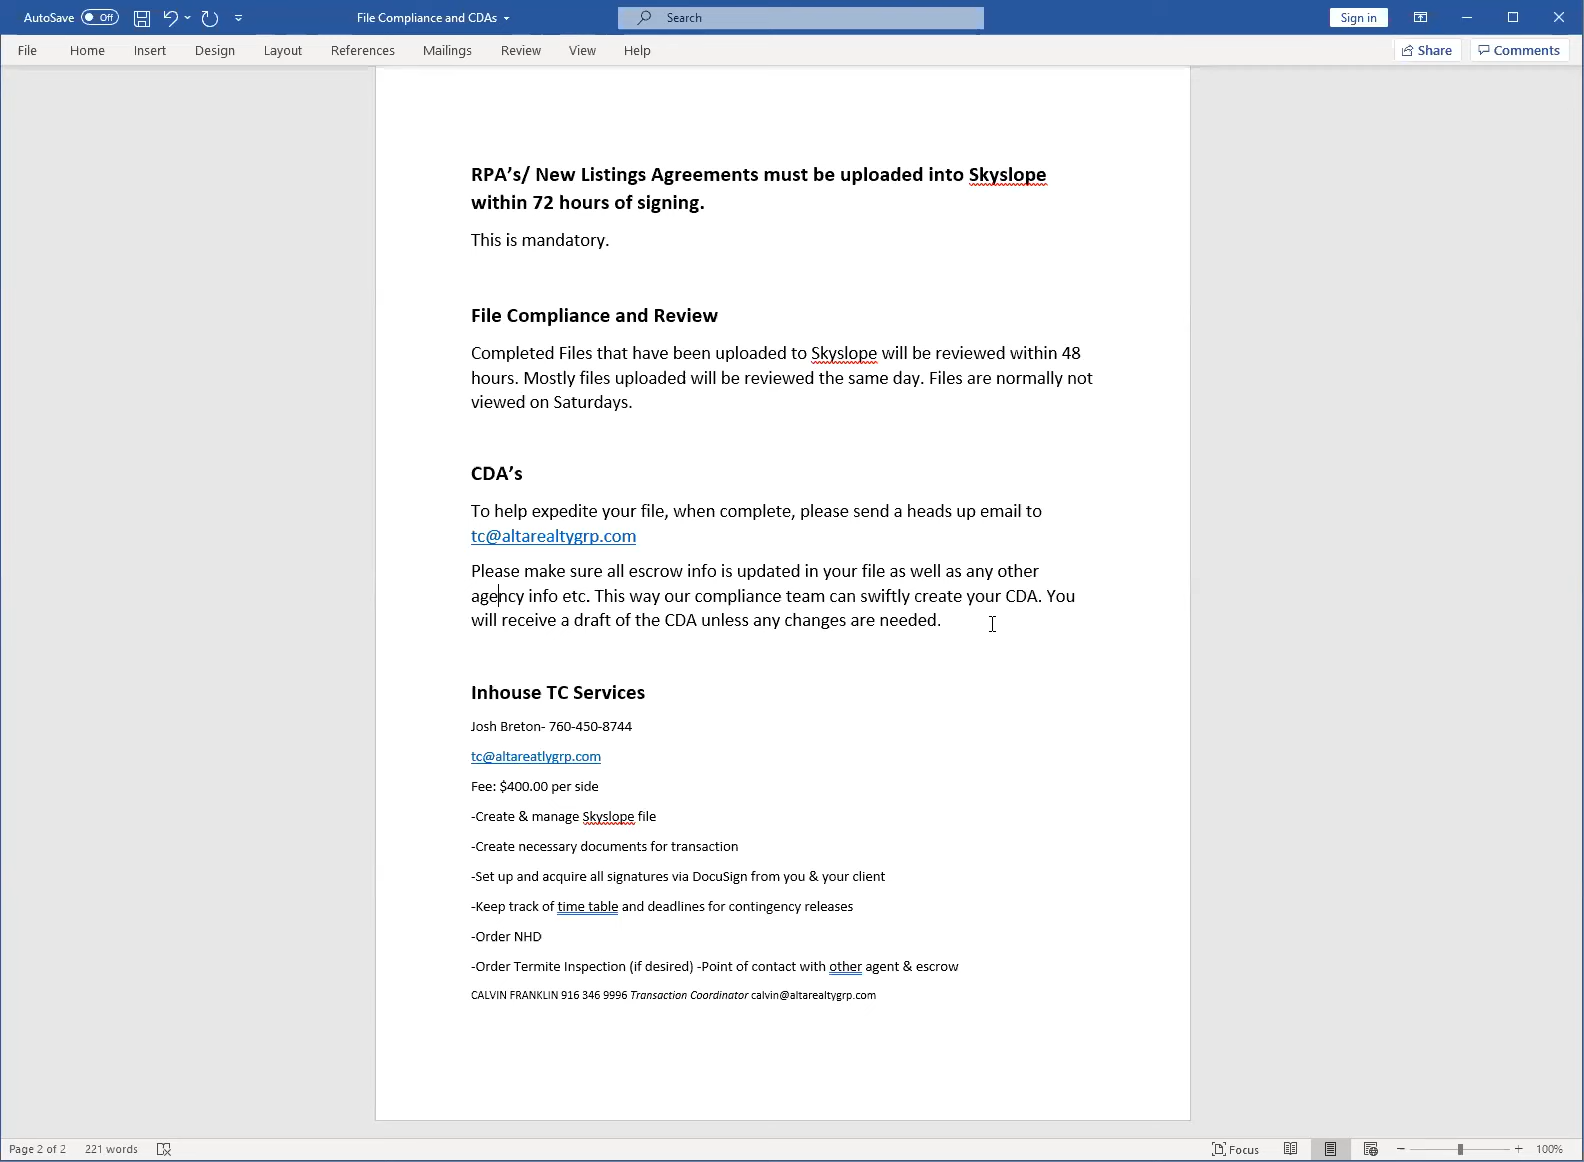 AutoSave Off File Compliance and CDAs Search Sign in
File Home Insert Design Layout References Mailings Review View Help Share Comments
RPA's/ New Listings Agreements must be uploaded into Skyslope
within 72 hours of signing.
This is mandatory.
File Compliance and Review
Completed Files that have been uploaded to Skyslope will be reviewed within 48
hours. Mostly files uploaded will be reviewed the same day. Files are normally not
viewed on Saturdays.
CDA's
To help expedite your file, when complete, please send a heads up email to
tc@altarealtygrp.com
Please make sure all escrow info is updated in your file as well as any other
agency info etc. This way our compliance team can swiftly create your CDA. You
will receive a draft of the CDA unless any changes are needed.
Inhouse TC Services
Josh Breton- 760-450-8744
tc@altareatlygrp.com
Fee: $400.00 per side
-Create & manage Skyslope file
-Create necessary documents for transaction
-Set up and acquire all signatures via DocuSign from you & your client
-Keep track of time table and deadlines for contingency releases
-Order NHD
-Order Termite Inspection (if desired) -Point of contact with other agent & escrow
CALVIN FRANKLIN 916 346 9996 Transaction Coordinator calvin@altarealtygrp.com
Page 2 of 2 221 words Focus 100%